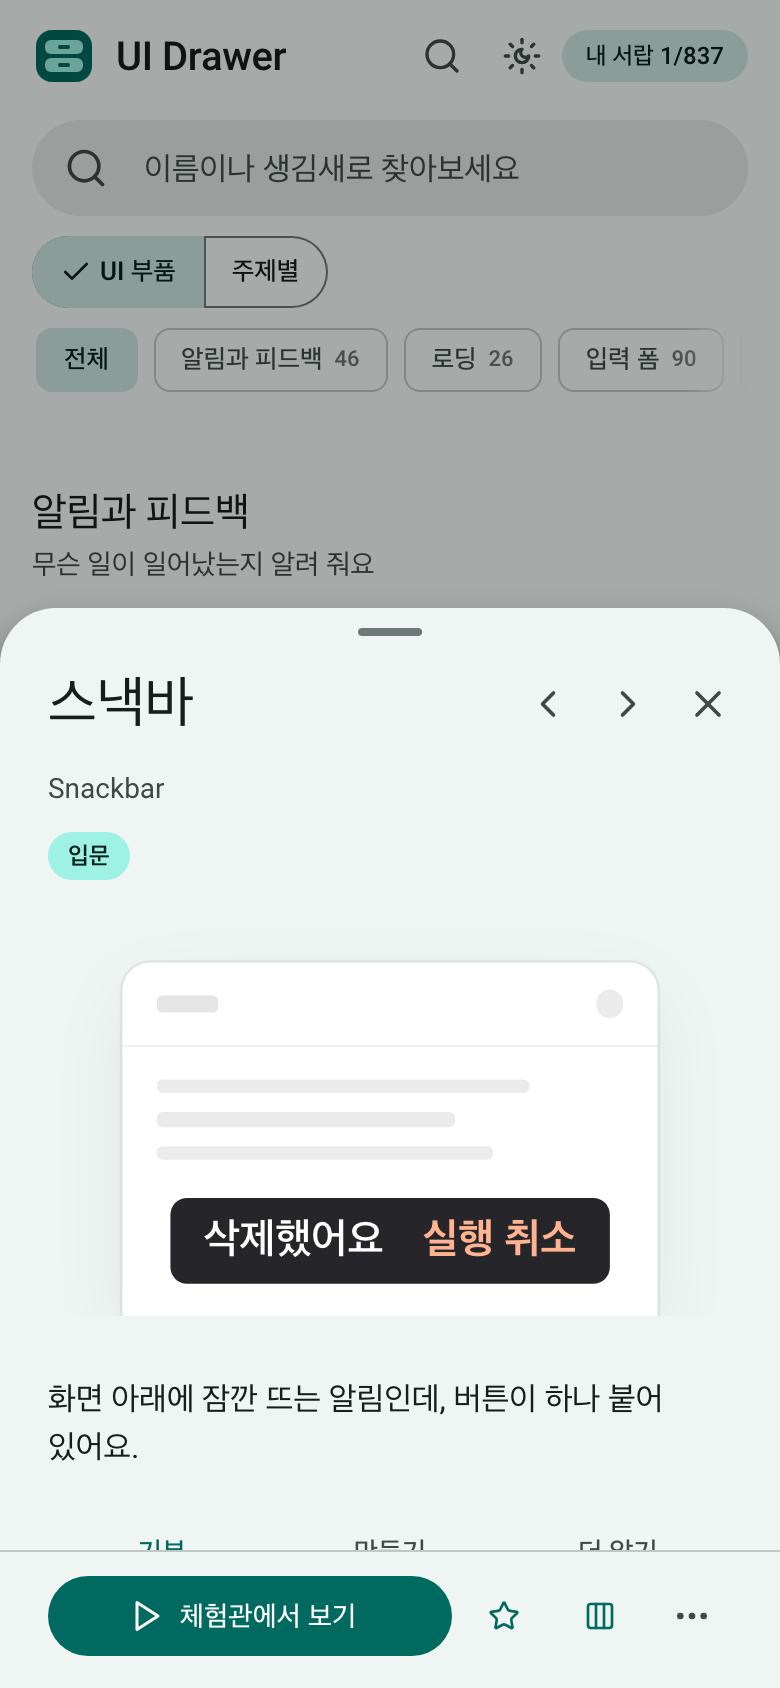 UI Drawer
내 서랍 1/837
이름이나 생김새로 찾아보세요
UI 부품
주제별
전체
알림과 피드백 46
로딩 26
입력 폼 90
알림과 피드백
무슨 일이 일어났는지 알려 줘요
스낵바
Snackbar
입문
삭제했어요 실행 취소
화면 아래에 잠깐 뜨는 알림인데, 버튼이 하나 붙어
있어요.
체험관에서 보기